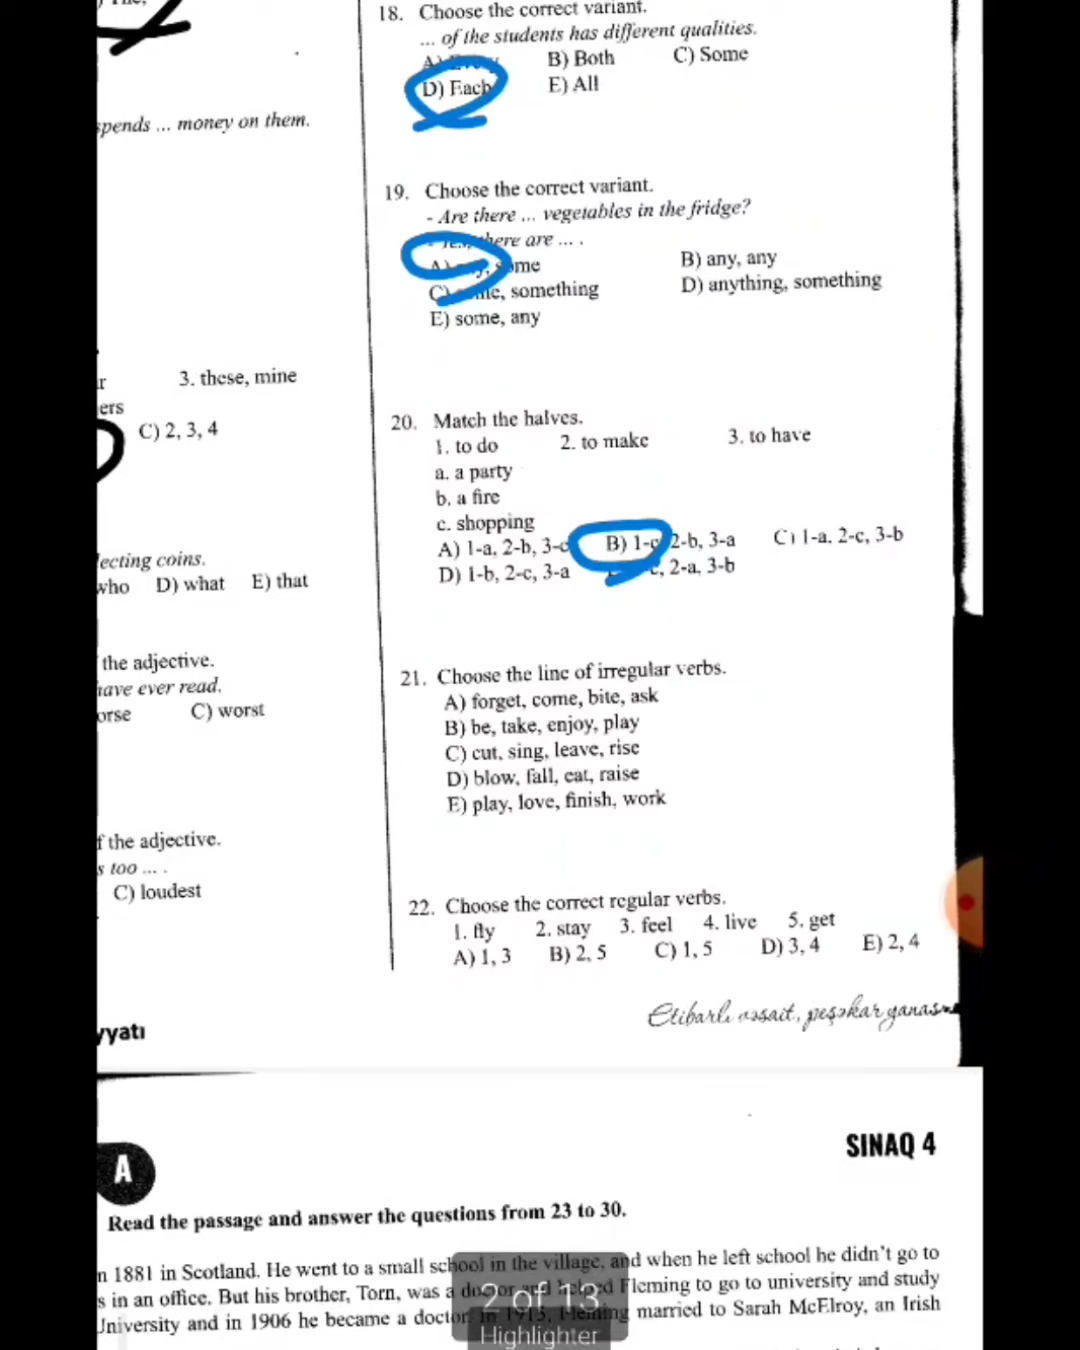 spends ... money on them.
3. these, mine
ers
C) 2, 3, 4
lecting coins.
who D) what E) that
the adjective.
have ever read.
orse C) worst
f the adjective.
s too ... .
C) loudest
yyatı
18. Choose the correct variant.
... of the students has different qualities.
B) Both C) Some
D) Each E) All
19. Choose the correct variant.
- Are there ... vegetables in the fridge?
there are ... .
some B) any, any
something D) anything, something
E) some, any
20. Match the halves.
1. to do 2. to make 3. to have
a. a party
b. a fire
c. shopping
A) 1-a, 2-b, 3-c B) 1-c, 2-b, 3-a C) 1-a, 2-c, 3-b
D) 1-b, 2-c, 3-a 2-a, 3-b
21. Choose the line of irregular verbs.
A) forget, come, bite, ask
B) be, take, enjoy, play
C) cut, sing, leave, rise
D) blow, fall, eat, raise
E) play, love, finish, work
22. Choose the correct regular verbs.
1. fly 2. stay 3. feel 4. live 5. get
A) 1, 3 B) 2, 5 C) 1, 5 D) 3, 4 E) 2, 4
Etibarlı vəsait, peşəkar yanaş
SINAQ 4
A
Read the passage and answer the questions from 23 to 30.
n 1881 in Scotland. He went to a small school in the village, and when he left school he didn't go to
s in an office. But his brother, Tom, was a doctor and helped Fleming to go to university and study
University and in 1906 he became a doctor. In 1915, Fleming married to Sarah McElroy, an Irish
2 of 13
Highlighter